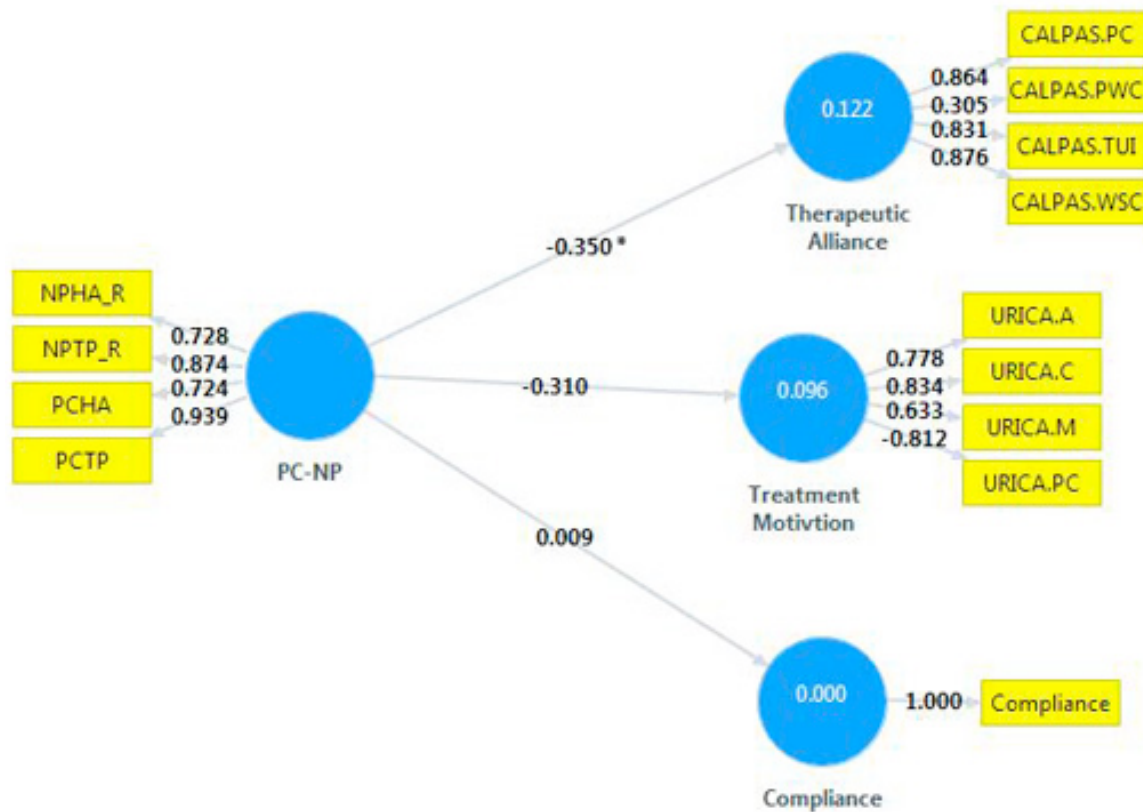 NPHA_R
NPTP_R
PCHA
PCTP
0.728
0.874
0.724
0.939
PC-NP
-0.350 *
-0.310
0.009
0.122
Therapeutic
Alliance
0.864
0.305
0.831
0.876
CALPAS.PC
CALPAS.PWC
CALPAS.TUI
CALPAS.WSC
0.096
Treatment
Motivtion
0.778
0.834
0.633
-0.812
URICA.A
URICA.C
URICA.M
URICA.PC
0.000
Compliance
1.000
Compliance